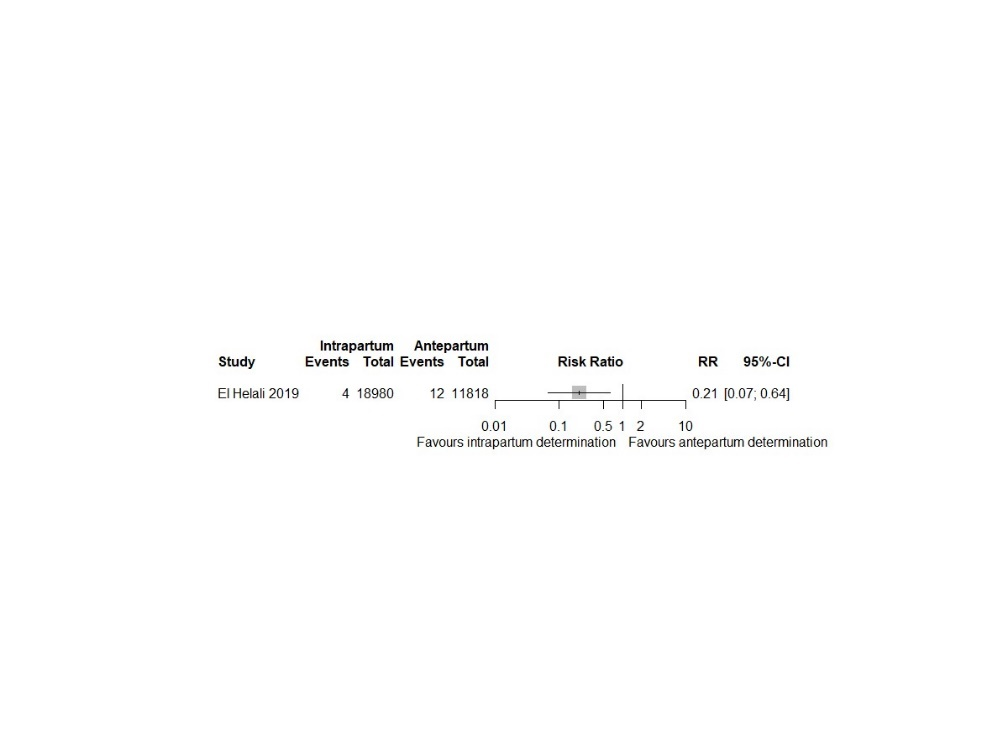 Intrapartum Antepartum
Study Events Total Events Total Risk Ratio RR 95%-CI
El Helali 2019 4 18980 12 11818 0.21 [0.07; 0.64]
0.01 0.1 0.5 1 2 10
Favours intrapartum determination Favours antepartum determination